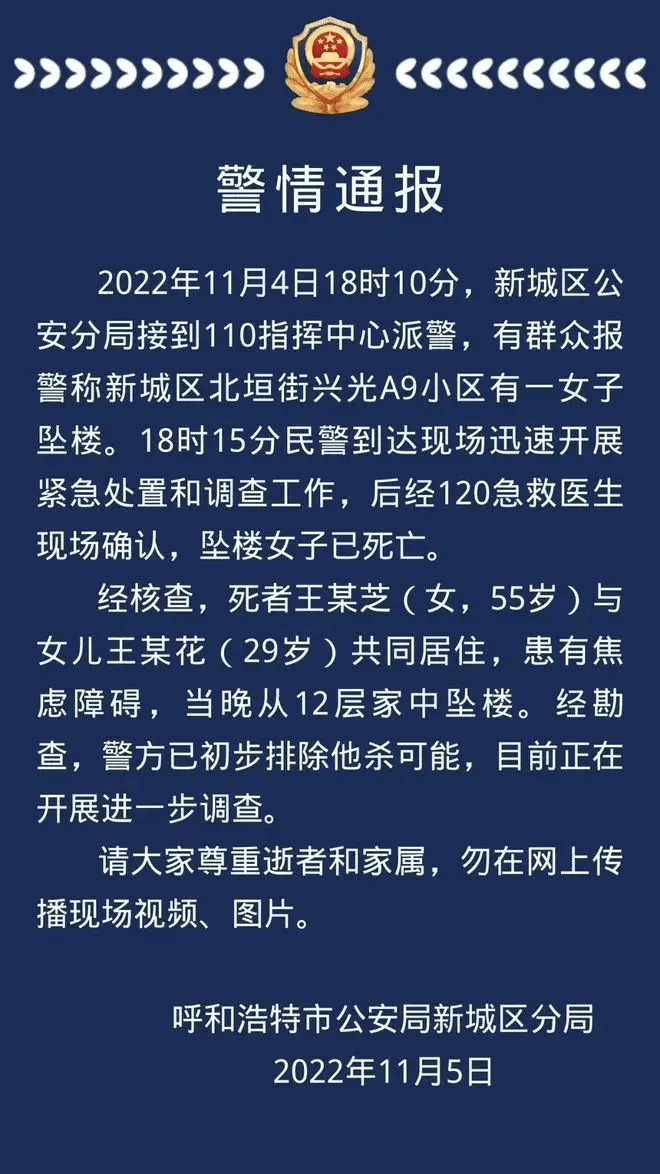 警情通报
2022年11月4日18时10分，新城区公
安分局接到110指挥中心派警，有群众报
警称新城区北垣街兴光A9小区有一女子
坠楼。18时15分民警到达现场迅速开展
紧急处置和调查工作，后经120急救医生
现场确认，坠楼女子已死亡。
经核查，死者王某芝（女，55岁）与
女儿王某花（29岁）共同居住，患有焦
虑障碍，当晚从12层家中坠楼。经勘
查，警方已初步排除他杀可能，目前正在
开展进一步调查。
请大家尊重逝者和家属，勿在网上传
播现场视频、图片。
呼和浩特市公安局新城区分局
2022年11月5日